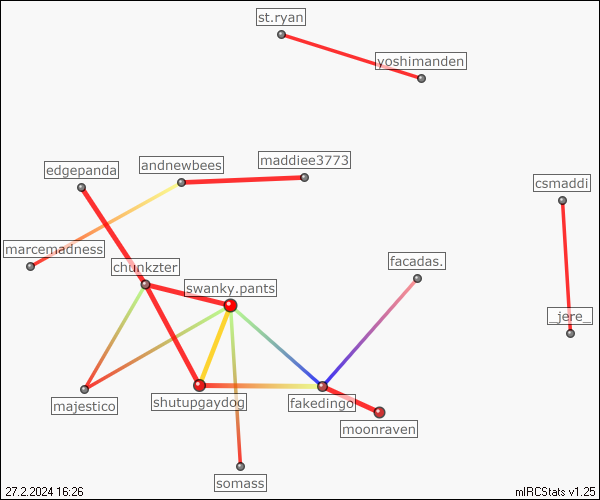 st.ryan
yoshimanden
andnewbees
maddiee3773
edgepanda
csmaddi
marcemadness
chunkzter
facadas.
swanky.pants
_jere_
majestico
shutupgaydog
fakedingo
moonraven
somass
27.2.2024 16:26
mIRCStats v1.25